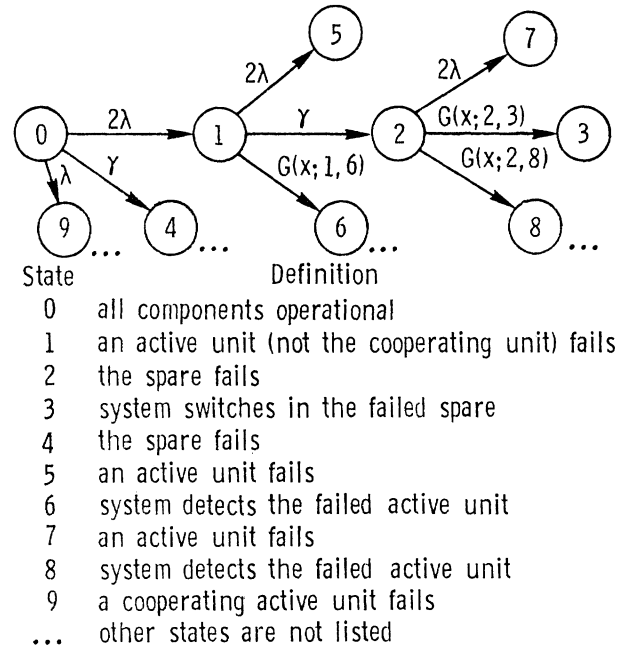 5
7
2λ
2λ
0
2λ
1
γ
2
G(x; 2, 3)
3
λ
γ
G(x; 1, 6)
G(x; 2, 8)
9
...
4
...
6
...
8
...
State Definition
0 all components operational
1 an active unit (not the cooperating unit) fails
2 the spare fails
3 system switches in the failed spare
4 the spare fails
5 an active unit fails
6 system detects the failed active unit
7 an active unit fails
8 system detects the failed active unit
9 a cooperating active unit fails
... other states are not listed